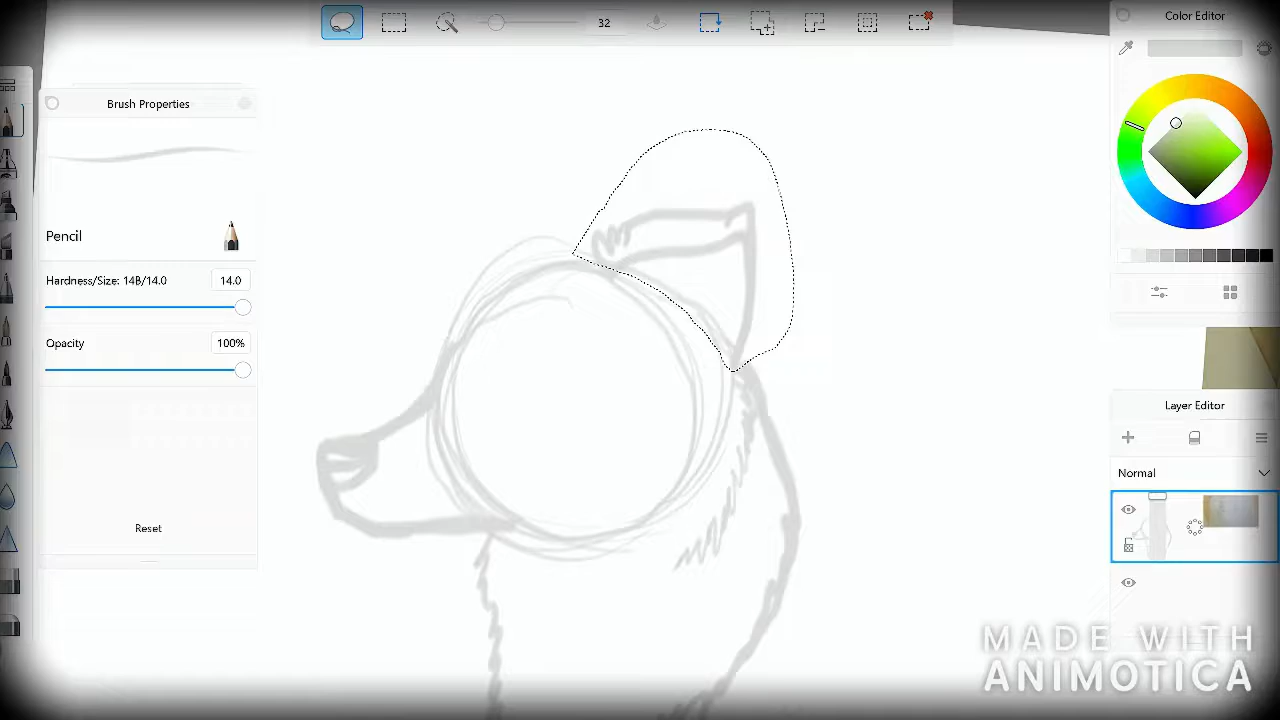 32
Color Editor
Brush Properties
Pencil
Hardness/Size: 14B/14.0
14.0
Opacity
100%
Reset
Layer Editor
Normal
MADE WITH
ANIMOTICA